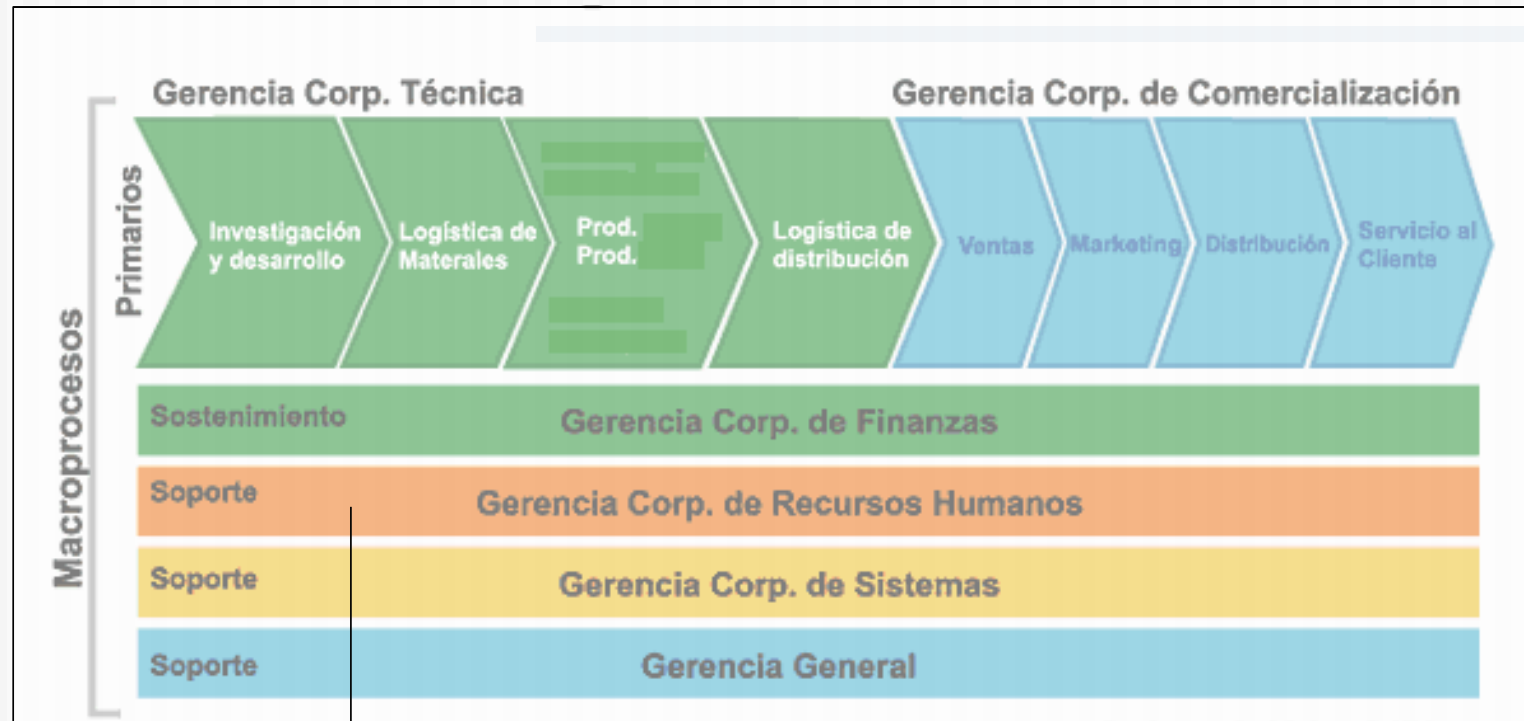 Gerencia Corp. Técnica
Gerencia Corp. de Comercialización
Macroprocesos
Primarios
Investigación
y desarrollo
Logística de
Materales
Prod.
Prod.
Logística de
distribución
Ventas
Marketing
Distribución
Servicio al
Cliente
Sostenimiento
Gerencia Corp. de Finanzas
Soporte
Gerencia Corp. de Recursos Humanos
Soporte
Gerencia Corp. de Sistemas
Soporte
Gerencia General